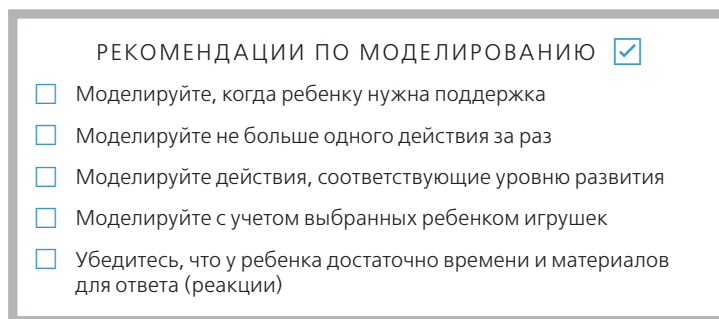 РЕКОМЕНДАЦИИ ПО МОДЕЛИРОВАНИЮ
Моделируйте, когда ребенку нужна поддержка
Моделируйте не больше одного действия за раз
Моделируйте действия, соответствующие уровню развития
Моделируйте с учетом выбранных ребенком игрушек
Убедитесь, что у ребенка достаточно времени и материалов
для ответа (реакции)